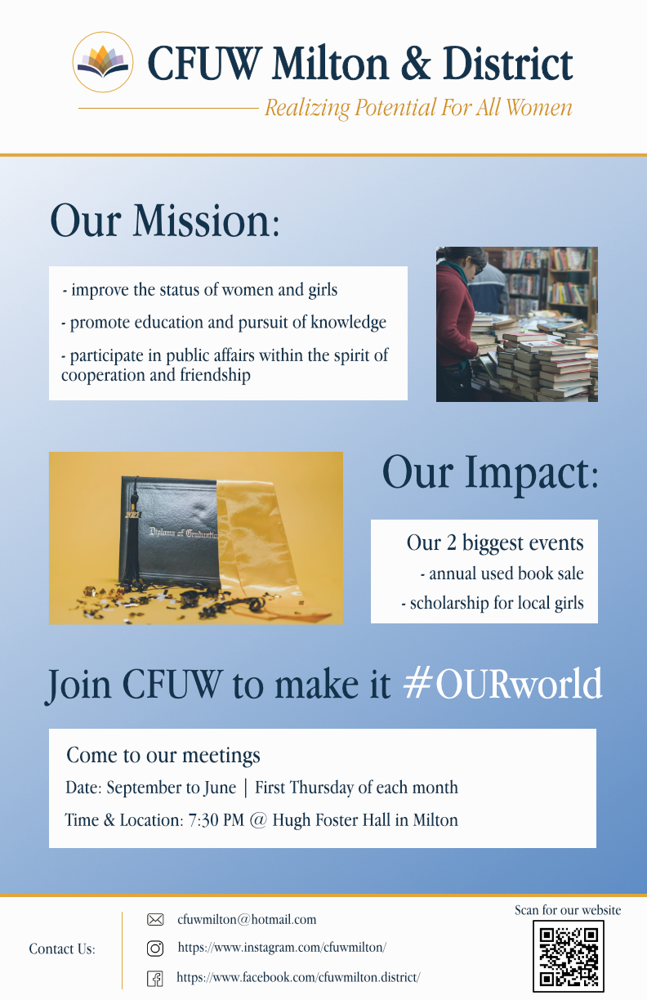 CFUW Milton & District
Realizing Potential For All Women
Our Mission:
- improve the status of women and girls
- promote education and pursuit of knowledge
- participate in public affairs within the spirit of
cooperation and friendship
2021
Diploma of Graduatio
Our Impact:
Our 2 biggest events
- annual used book sale
- scholarship for local girls
Join CFUW to make it #OURworld
Come to our meetings
Date: September to June | First Thursday of each month
Time & Location: 7:30 PM @ Hugh Foster Hall in Milton
Contact Us:
cfuwmilton@hotmail.com
https://www.instagram.com/cfuwmilton/
https://www.facebook.com/cfuwmilton.district/
Scan for our website